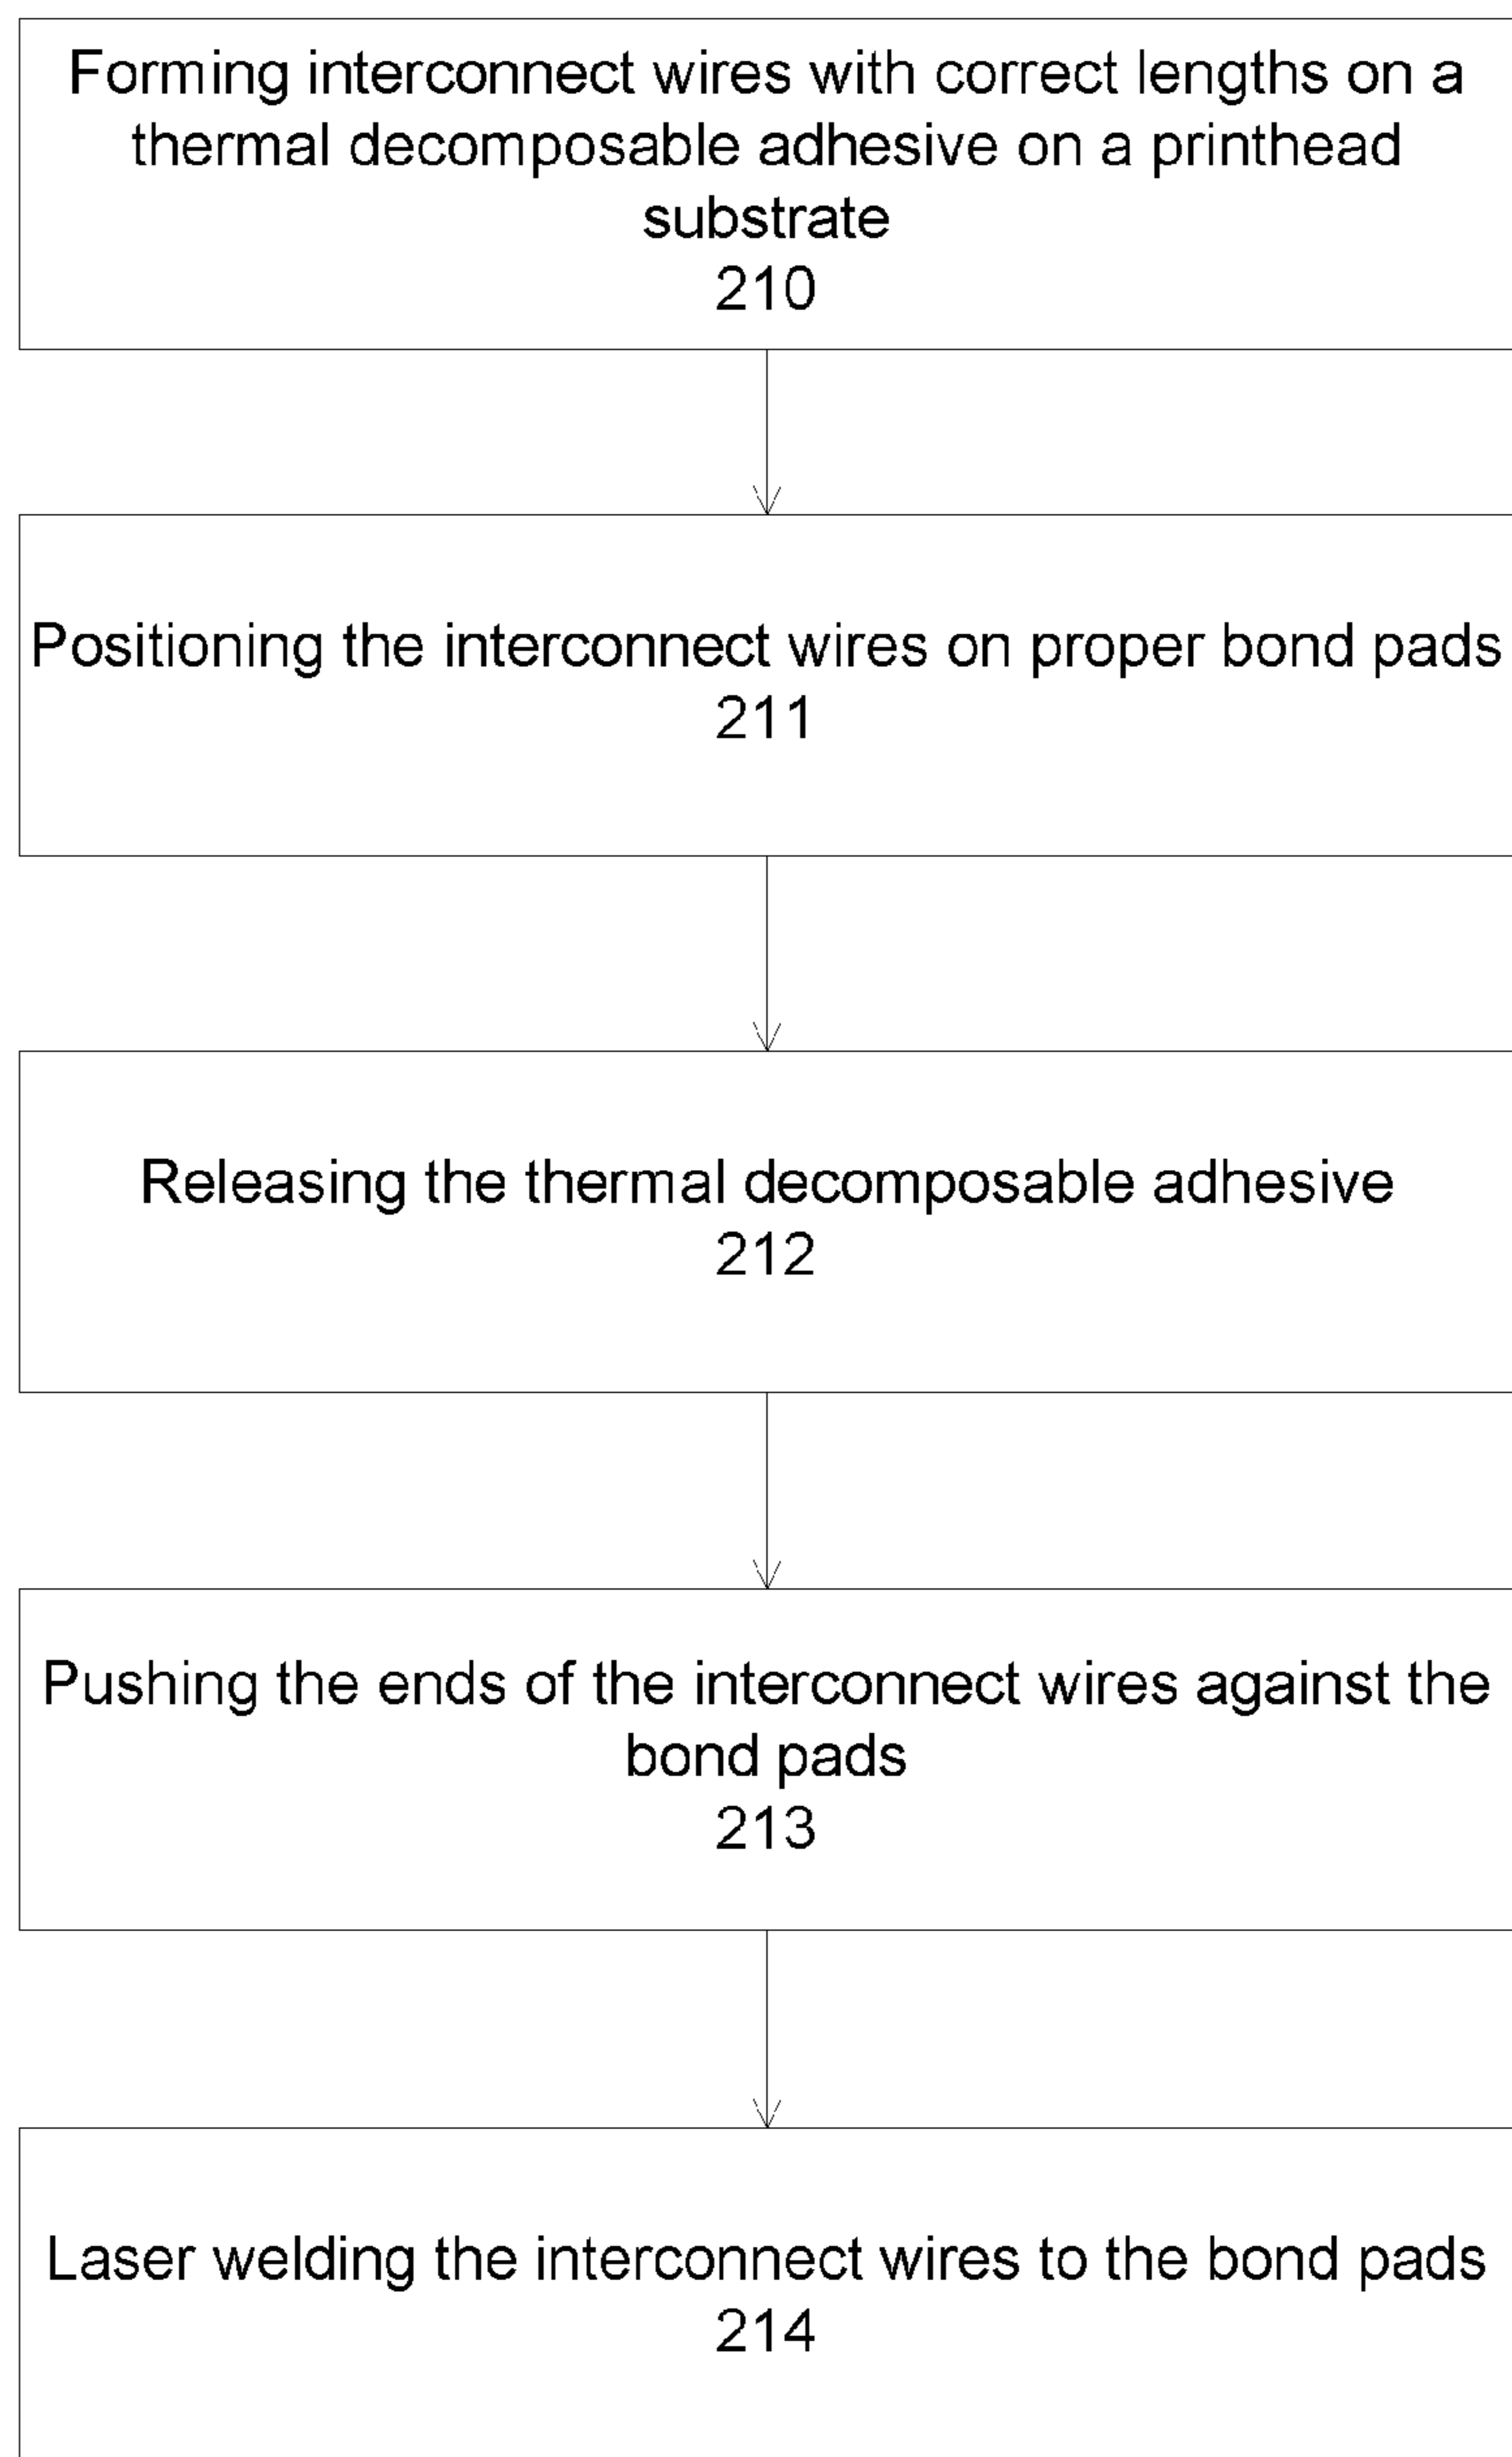 Forming interconnect wires with correct lengths on a
thermal decomposable adhesive on a printhead
substrate
210
Positioning the interconnect wires on proper bond pads
211
Releasing the thermal decomposable adhesive
212
Pushing the ends of the interconnect wires against the
bond pads
213
Laser welding the interconnect wires to the bond pads
214